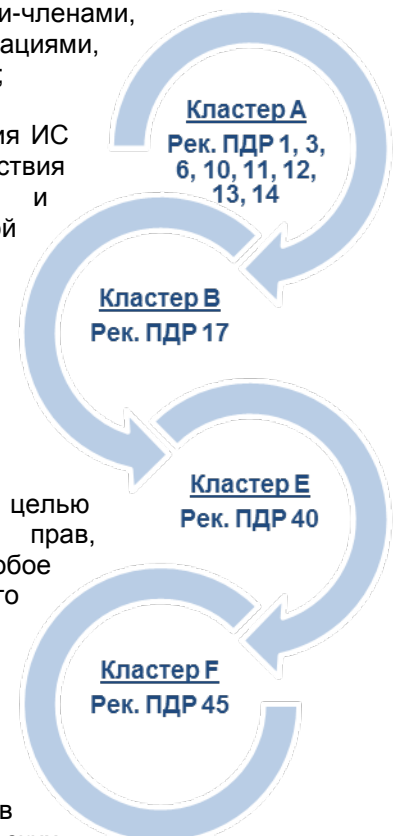 и-членами,
ациями,
;
ия ИС
ствия
и
ой
Кластер A
Рек. ПДР 1, 3,
6, 10, 11, 12,
13, 14
Кластер B
Рек. ПДР 17
целью
прав,
обое
го
Кластер E
Рек. ПДР 40
Кластер F
Рек. ПДР 45
в